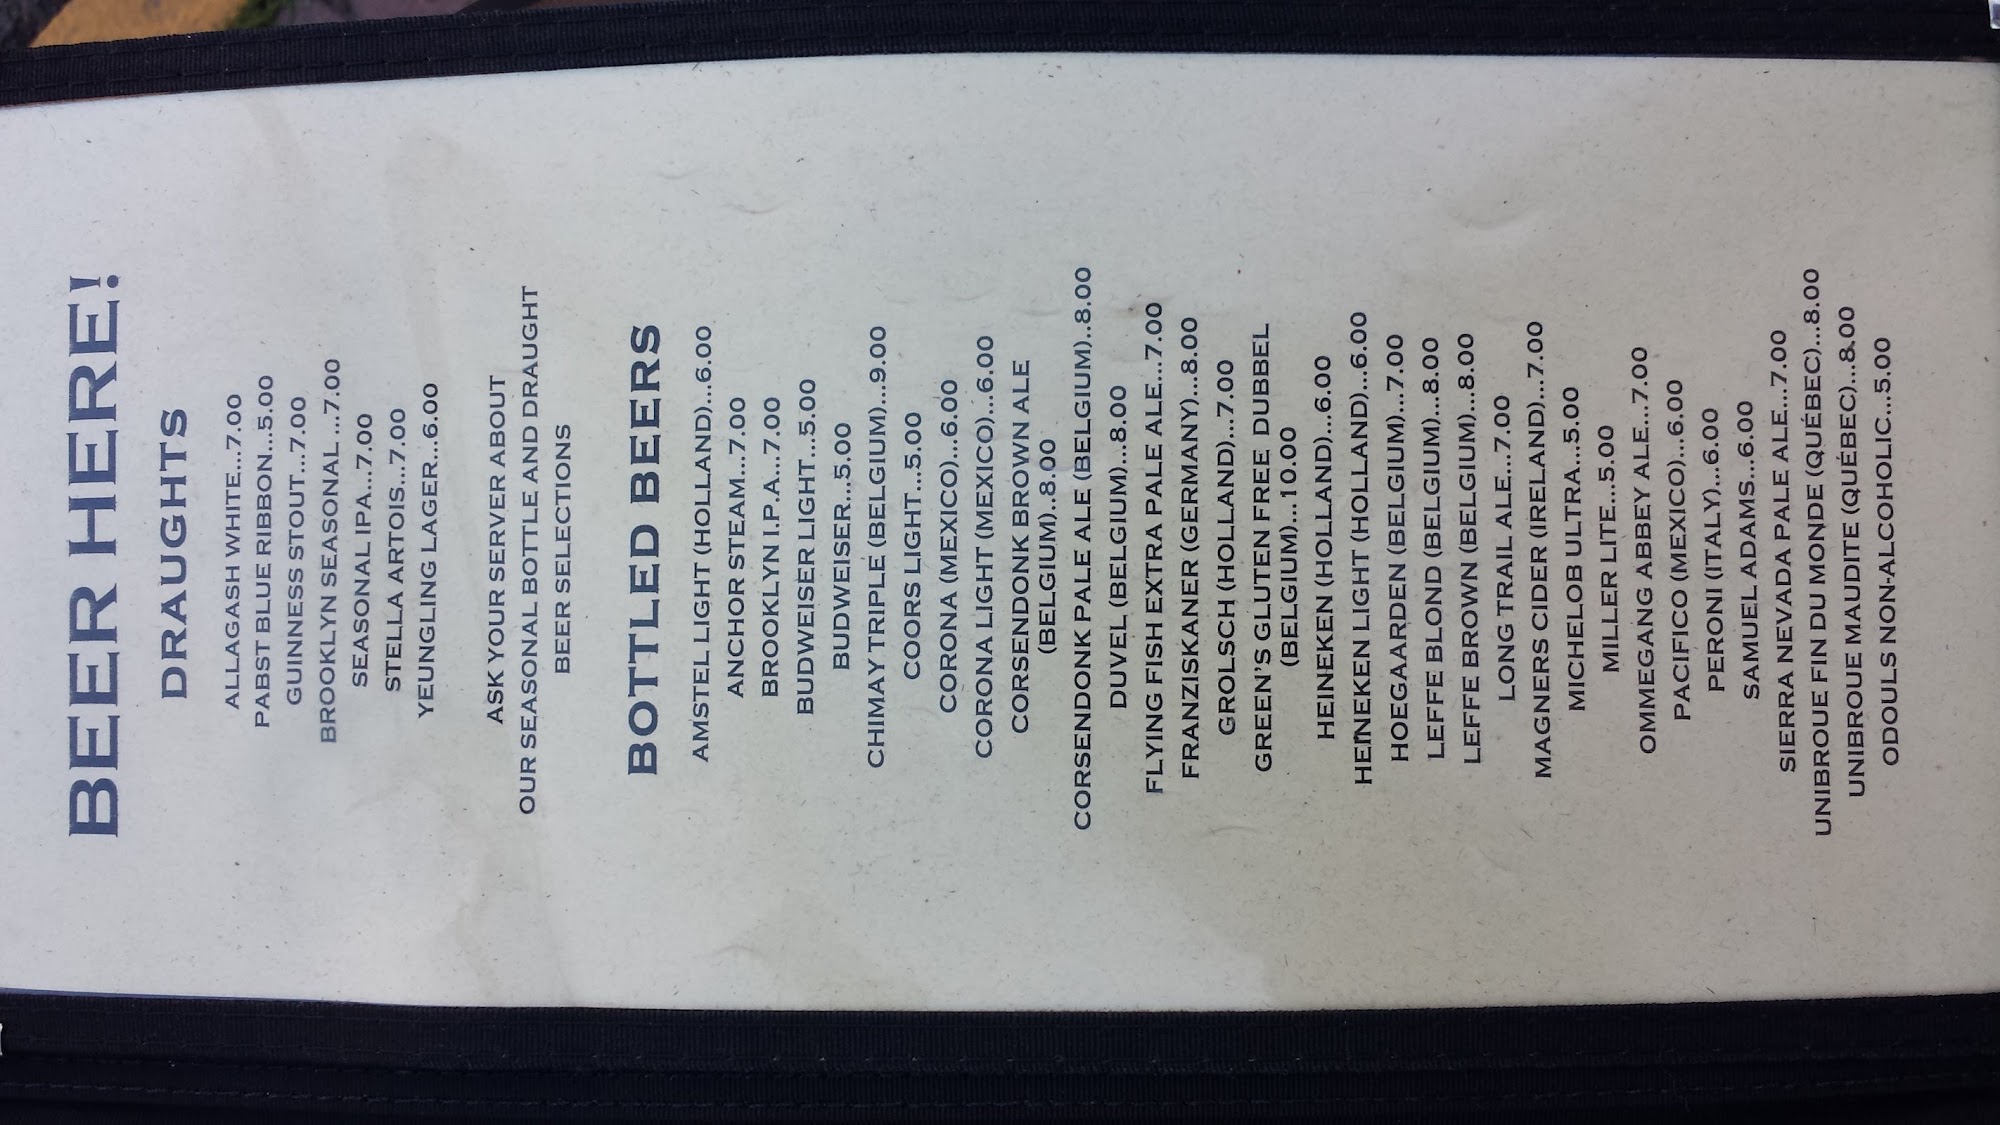 BEER HERE!
DRAUGHTS
ALLAGASH WHITE...7.00
PABST BLUE RIBBON...5.00
GUINNESS STOUT...7.00
BROOKLYN SEASONAL ...7.00
SEASONAL IPA...7.00
STELLA ARTOIS...7.00
YEUNGLING LAGER...6.00
ASK YOUR SERVER ABOUT
OUR SEASONAL BOTTLE AND DRAUGHT
BEER SELECTIONS
BOTTLED BEERS
AMSTEL LIGHT (HOLLAND)...6.00
ANCHOR STEAM...7.00
BROOKLYN I.P.A...7.00
BUDWEISER LIGHT...5.00
BUDWEISER...5.00
CHIMAY TRIPLE (BELGIUM)...9.00
COORS LIGHT...5.00
CORONA (MEXICO)...6.00
CORONA LIGHT (MEXICO)...6.00
CORSENDONK BROWN ALE
(BELGIUM)..8.00
CORSENDONK PALE ALE (BELGIUM)..8.00
DUVEL (BELGIUM)...8.00
FLYING FISH EXTRA PALE ALE...7.00
FRANZISKANER (GERMANY)...8.00
GROLSCH (HOLLAND)...7.00
GREEN'S GLUTEN FREE DUBBEL
(BELGIUM)...10.00
HEINEKEN (HOLLAND)...6.00
HEINEKEN LIGHT (HOLLAND)...6.00
HOEGAARDEN (BELGIUM)...7.00
LEFFE BLOND (BELGIUM)...8.00
LEFFE BROWN (BELGIUM)...8.00
LONG TRAIL ALE...7.00
MAGNERS CIDER (IRELAND)...7.00
MICHELOB ULTRA...5.00
MILLER LITE...5.00
OMMEGANG ABBEY ALE...7.00
PACIFICO (MEXICO)...6.00
PERONI (ITALY)...6.00
SAMUEL ADAMS...6.00
SIERRA NEVADA PALE ALE...7.00
UNIBROUE FIN DU MONDE (QUÉBEC)...8.00
UNIBROUE MAUDITE (QUÉBEC)...8.00
ODOULS NON-ALCOHOLIC...5.00